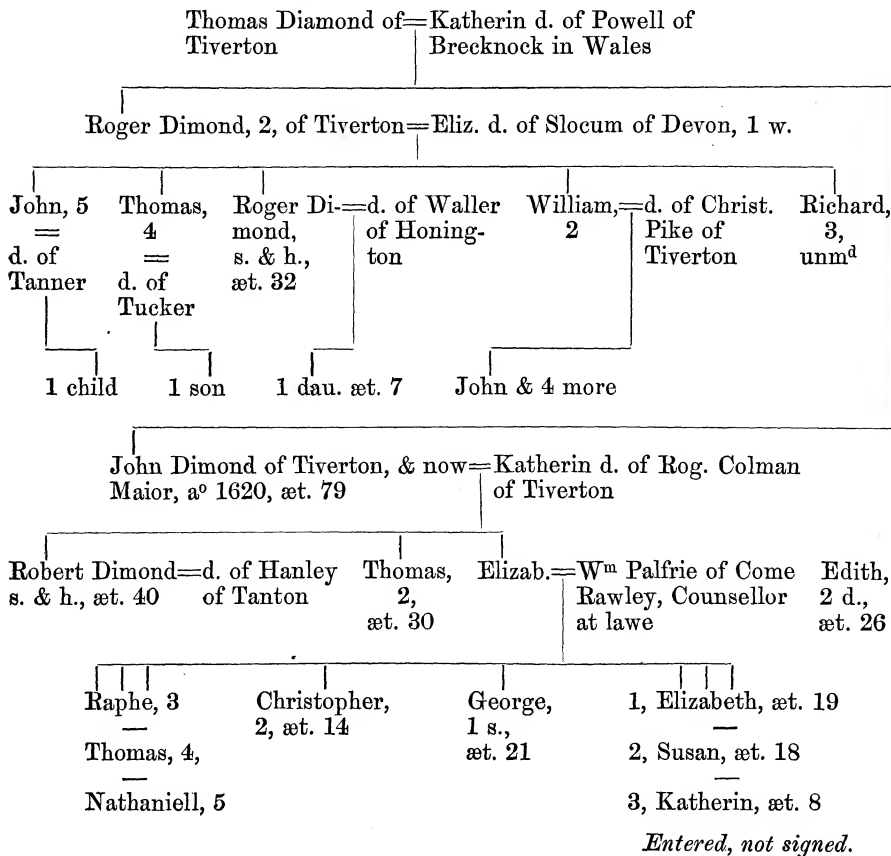 Thomas Diamond of=Katherin d. of Powell of
Tiverton Brecknock in Wales
Roger Dimond, 2, of Tiverton=Eliz. d. of Slocum of Devon, 1 w.
John, 5
=
d. of
Tanner
Thomas,
4
=
d. of
Tucker
Roger Di-=d. of Waller
mond, of Honing-
s. & h., ton
æt. 32
William,=d. of Christ.
2 Pike of
Tiverton
Richard,
3,
unmᵈ
1 child
1 son
1 dau. æt. 7
John & 4 more
John Dimond of Tiverton, & now=Katherin d. of Rog. Colman
Maior, aº 1620, æt. 79 of Tiverton
Robert Dimond=d. of Hanley
s. & h., æt. 40 of Tanton
Thomas,
2,
æt. 30
Elizab.=Wᵐ Palfrie of Come
Rawley, Counsellor
at lawe
Edith,
2 d.,
æt. 26
Raphe, 3
—
Thomas, 4,
—
Nathaniell, 5
Christopher,
2, æt. 14
George,
1 s.,
æt. 21
1, Elizabeth, æt. 19
—
2, Susan, æt. 18
—
3, Katherin, æt. 8
Entered, not signed.